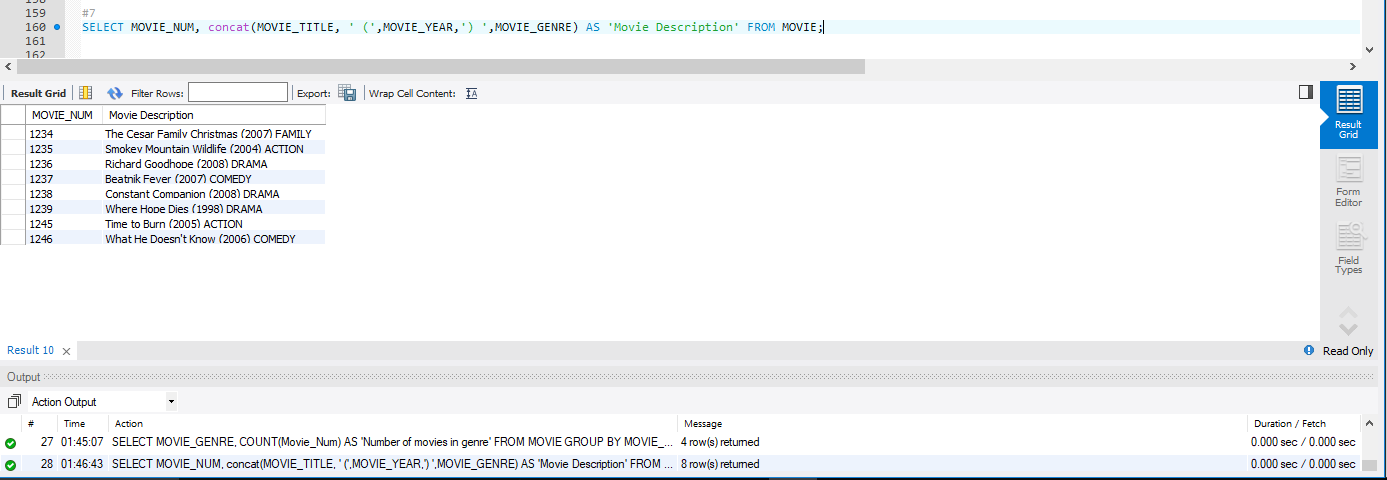 159 #7
160 SELECT MOVIE_NUM, concat(MOVIE_TITLE, ' (',MOVIE_YEAR,') ',MOVIE_GENRE) AS 'Movie Description' FROM MOVIE;
161
162
Result Grid Filter Rows: Export: Wrap Cell Content:
MOVIE_NUM Movie Description
1234 The Cesar Family Christmas (2007) FAMILY
1235 Smokey Mountain Wildlife (2004) ACTION
1236 Richard Goodhope (2008) DRAMA
1237 Beatnik Fever (2007) COMEDY
1238 Constant Companion (2008) DRAMA
1239 Where Hope Dies (1998) DRAMA
1245 Time to Burn (2005) ACTION
1246 What He Doesn't Know (2006) COMEDY
Result
Grid
Form
Editor
Field
Types
Result 10 Read Only
Output
Action Output
# Time Action Message Duration / Fetch
27 01:45:07 SELECT MOVIE_GENRE, COUNT(Movie_Num) AS 'Number of movies in genre' FROM MOVIE GROUP BY MOVIE_... 4 row(s) returned 0.000 sec / 0.000 sec
28 01:46:43 SELECT MOVIE_NUM, concat(MOVIE_TITLE, ' (',MOVIE_YEAR,') ',MOVIE_GENRE) AS 'Movie Description' FROM ... 8 row(s) returned 0.000 sec / 0.000 sec